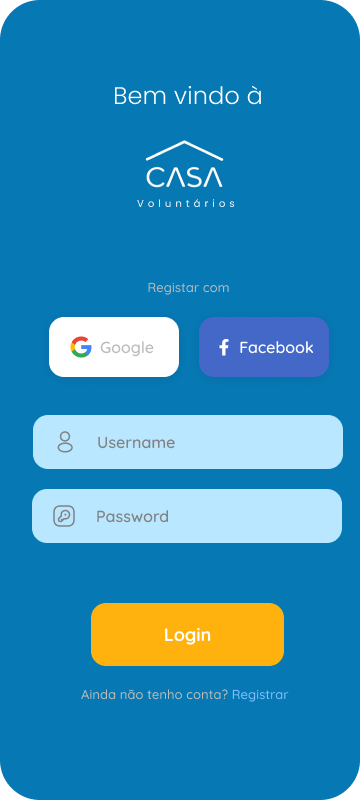 Bem vindo à
CASA
Voluntários
Registar com
Google
Facebook
Username
Password
Login
Ainda não tenho conta? Registrar